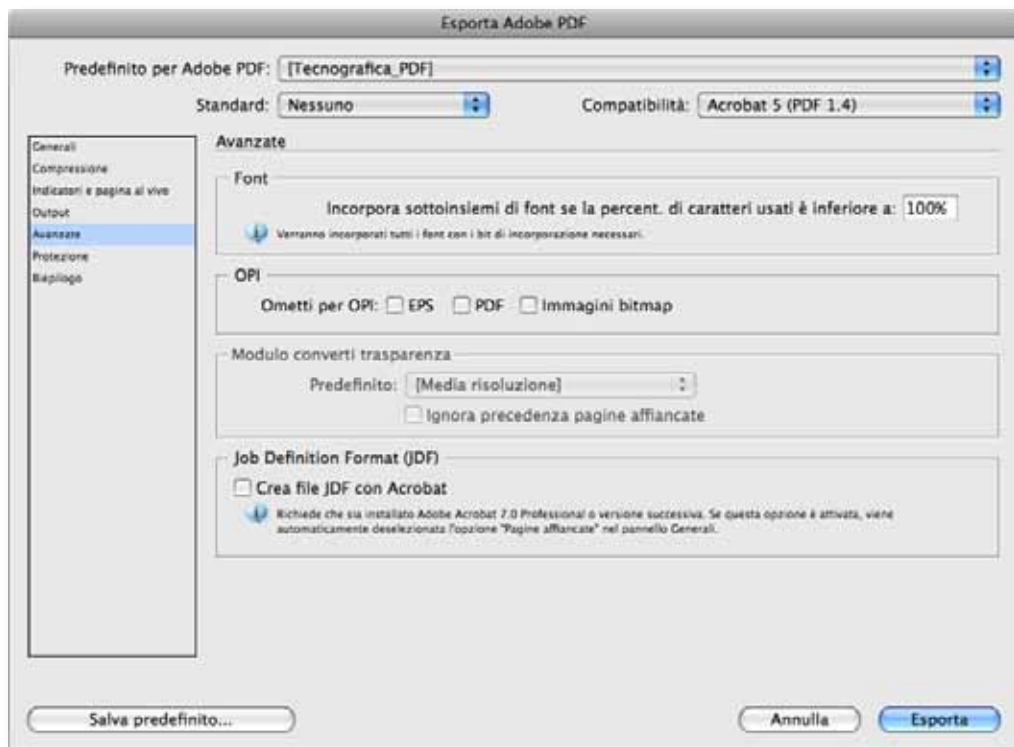 Esporta Adobe PDF
Predefinito per Adobe PDF: [Tecnografica_PDF]
Standard: Nessuno Compatibilità: Acrobat 5 (PDF 1.4)
Generali
Compressione
Indicatori e pagina al vivo
Output
Avanzate
Protezione
Riepilogo
Avanzate
Font
Incorpora sottoinsiemi di font se la percent. di caratteri usati è inferiore a: 100%
Verranno incorporati tutti i font con i bit di incorporazione necessari.
OPI
Ometti per OPI: EPS PDF Immagini bitmap
Modulo converti trasparenza
Predefinito: [Media risoluzione]
Ignora precedenza pagine affiancate
Job Definition Format (JDF)
Crea file JDF con Acrobat
Richiede che sia installato Adobe Acrobat 7.0 Professional o versione successiva. Se questa opzione è attivata, viene
automaticamente deselezionata l'opzione "Pagine affiancate" nel pannello Generali.
Salva predefinito... Annulla Esporta